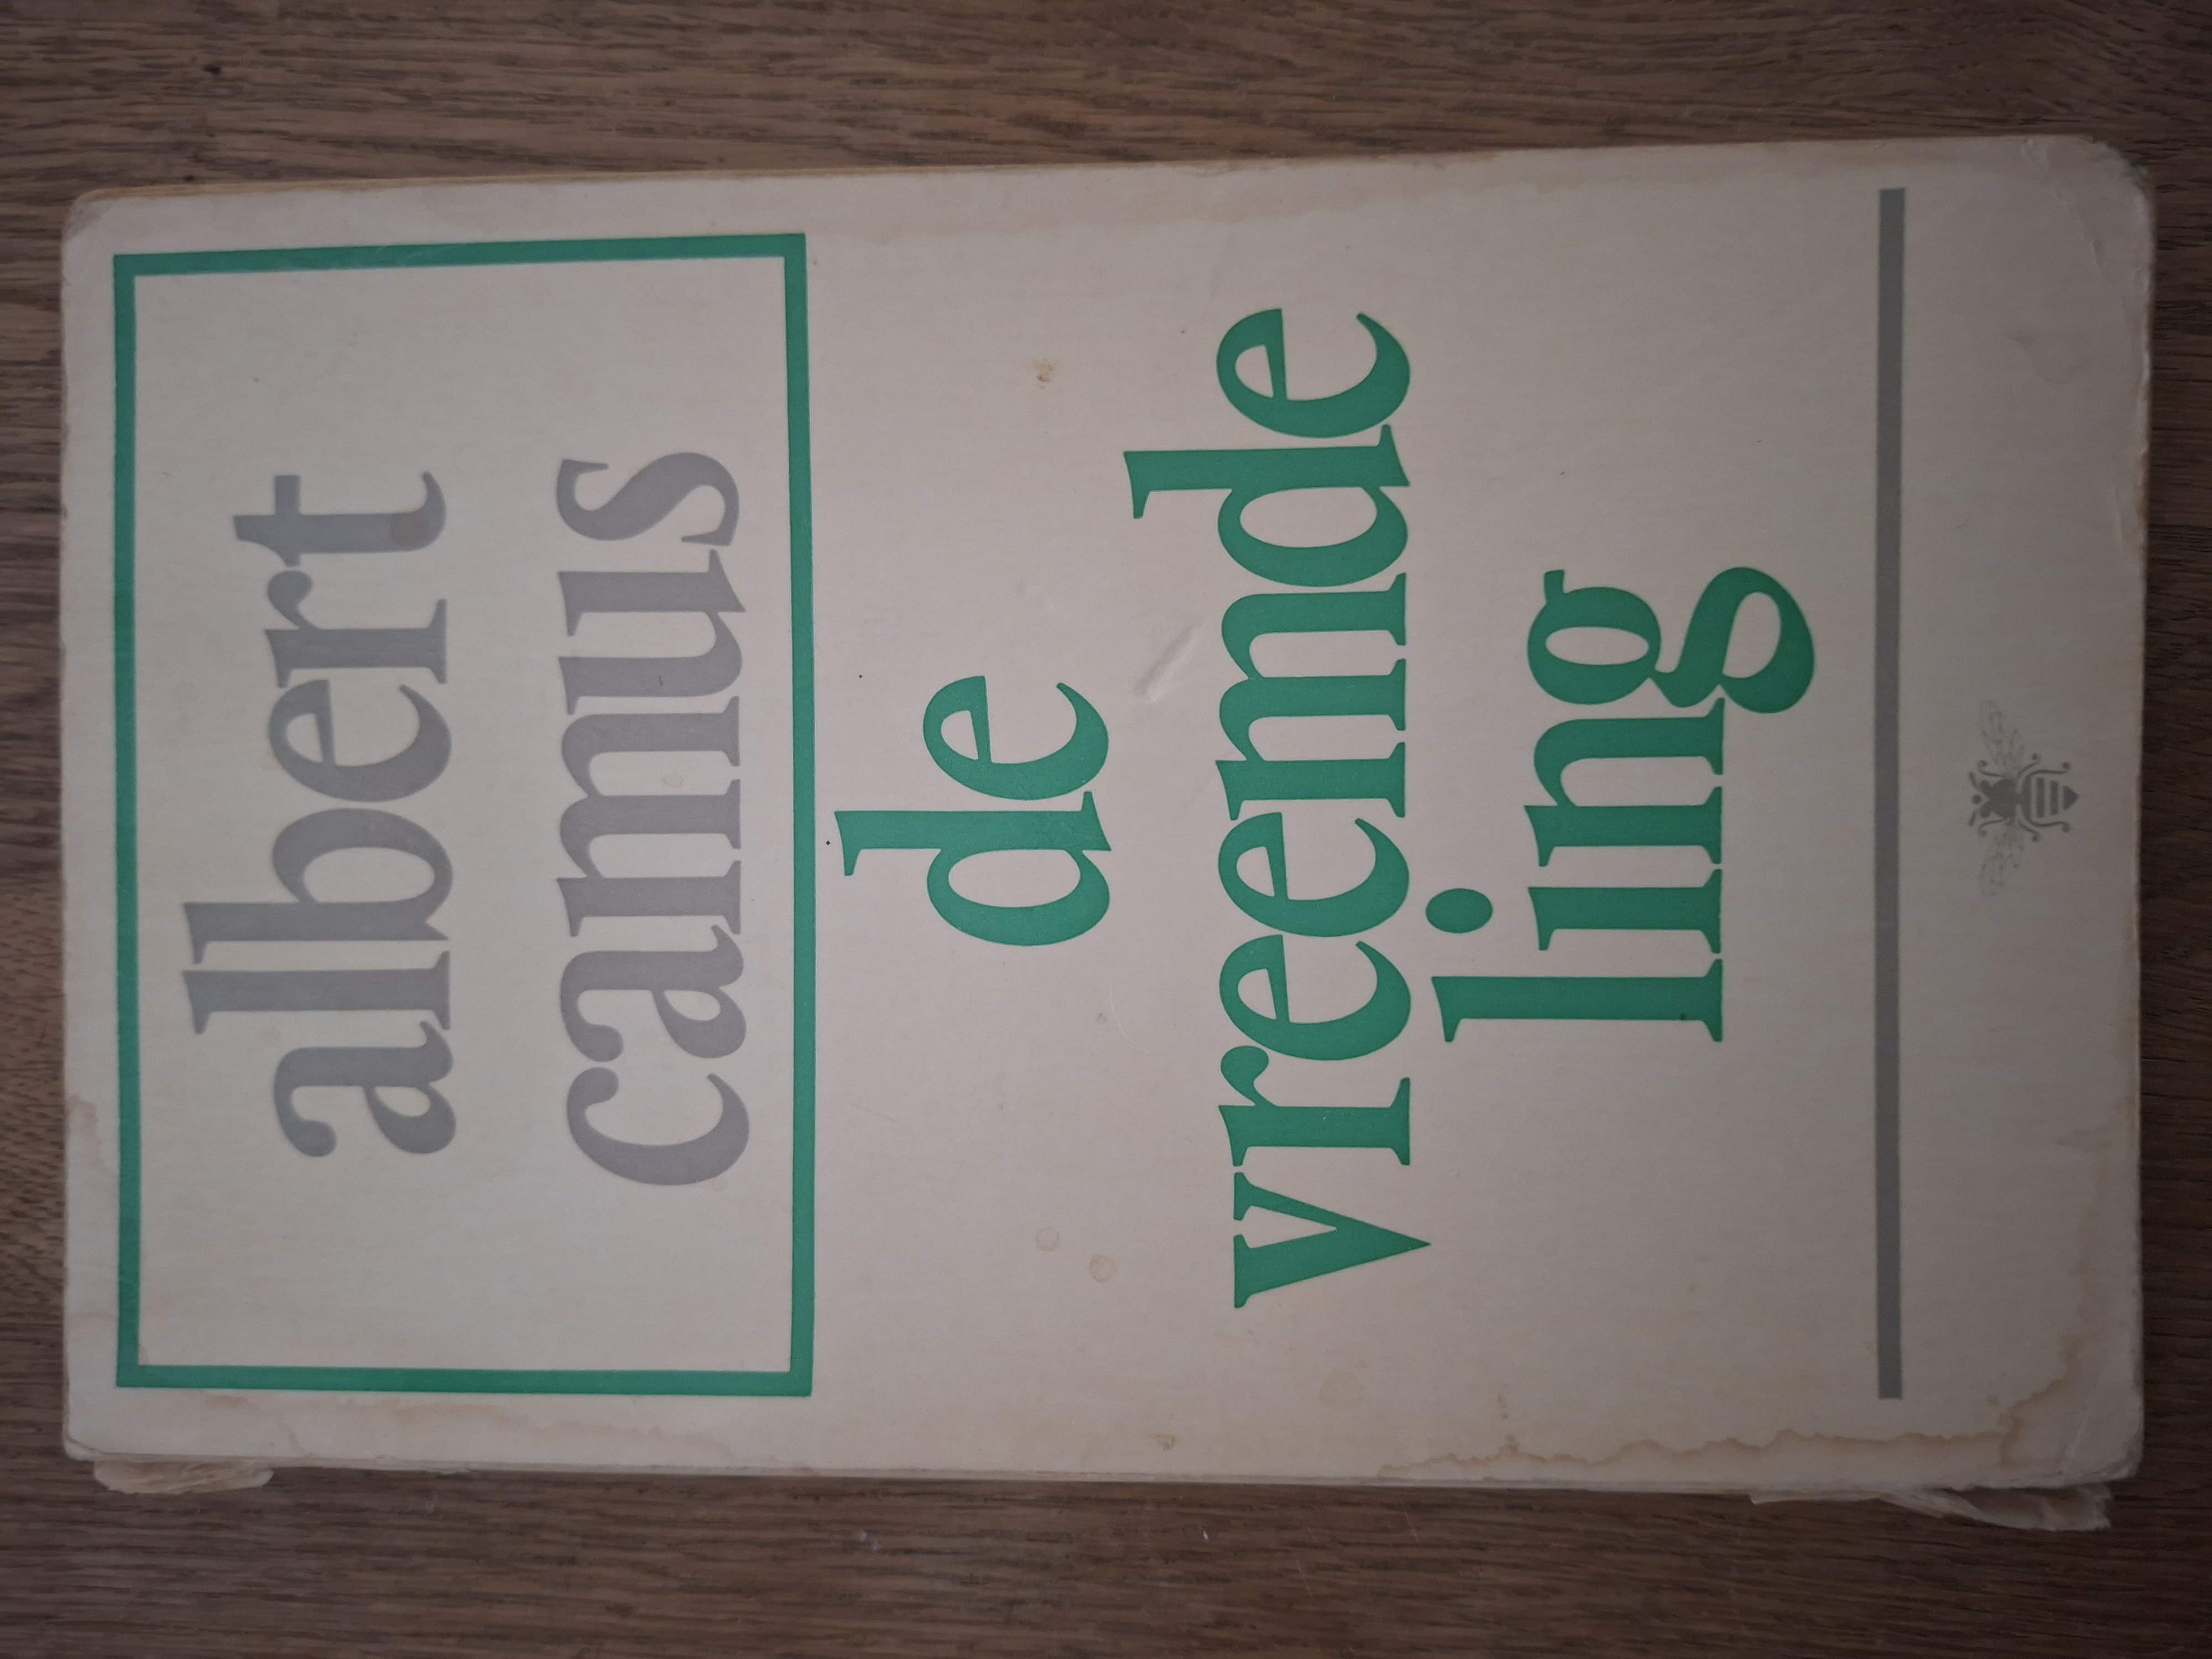 albert
camus
de
vreemde
ling